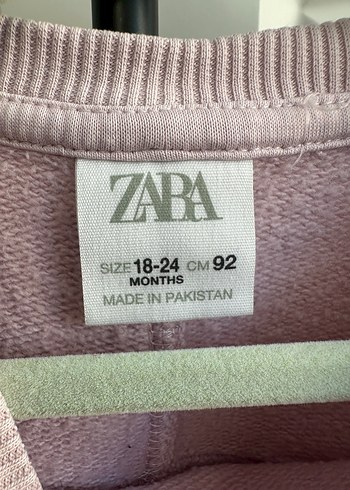 ZARA
SIZE 18-24 CM 92
MONTHS
MADE IN PAKISTAN